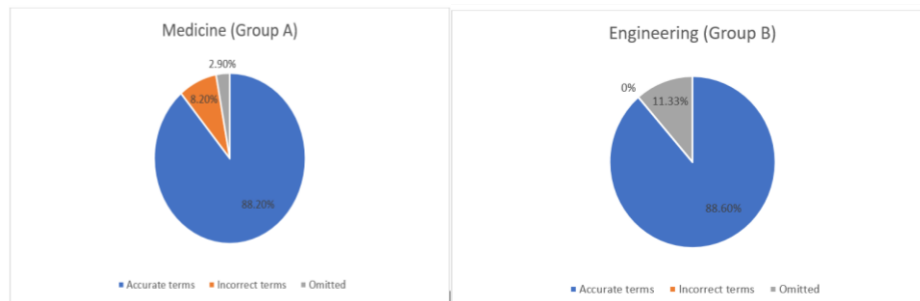 Medicine (Group A)
2.90%
8.20%
88.20%
Accurate terms Incorrect terms Omitted
Engineering (Group B)
0%
11.33%
88.60%
Accurate terms Incorrect terms Omitted